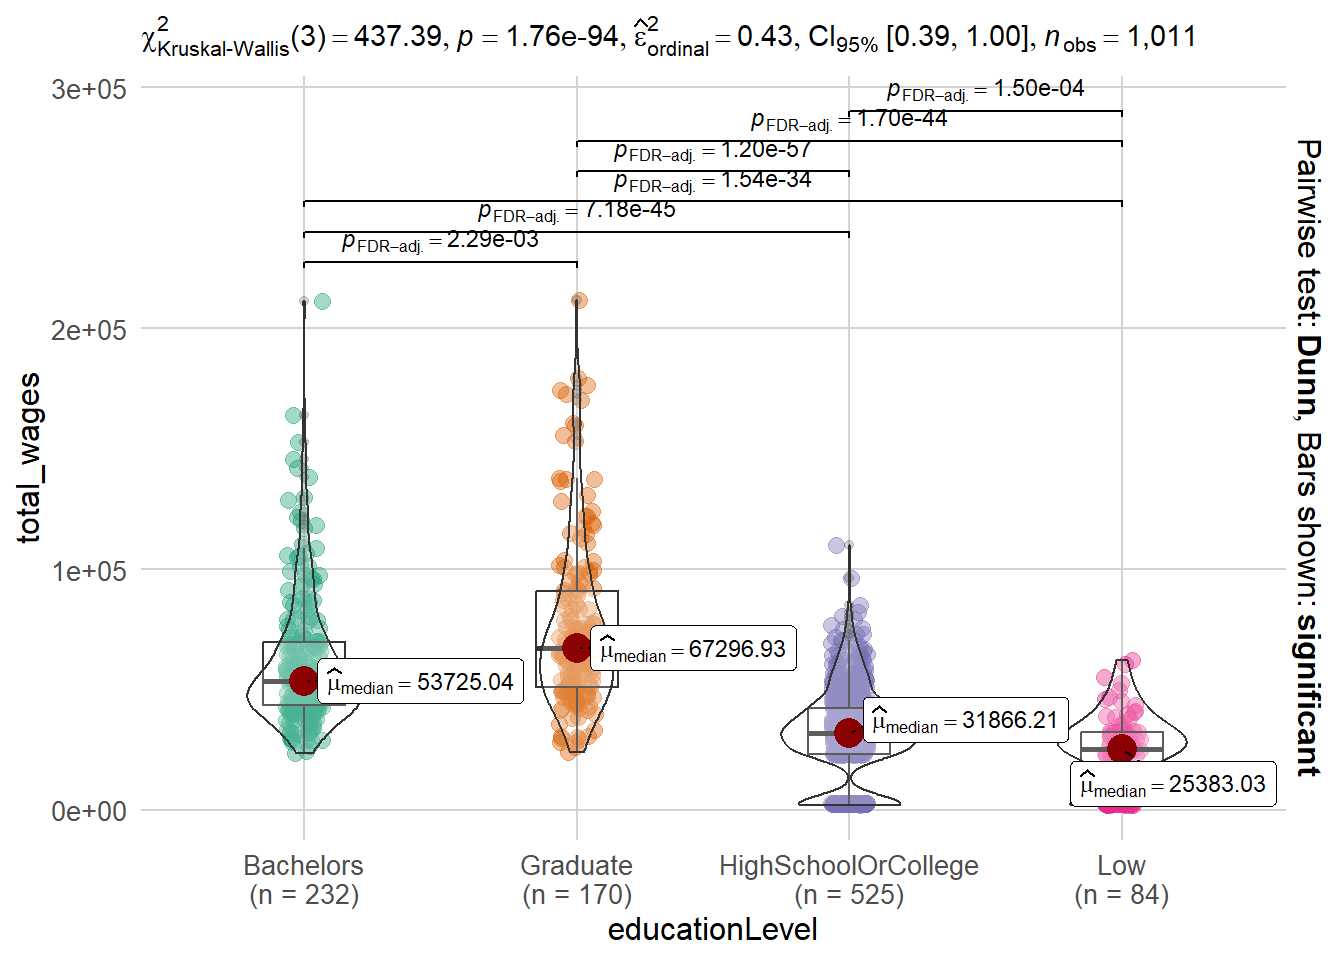 χ²Kruskal-Wallis(3) = 437.39, p = 1.76e-94, ε̂²ordinal = 0.43, CI95% [0.39, 1.00], nobs = 1,011
3e+05
pFDR–adj. = 1.50e-04
pFDR–adj. = 1.70e-44
pFDR–adj. = 1.20e-57
pFDR–adj. = 1.54e-34
pFDR–adj. = 7.18e-45
pFDR–adj. = 2.29e-03
2e+05
1e+05
0e+00
total_wages
μ̂median = 53725.04
μ̂median = 67296.93
μ̂median = 31866.21
μ̂median = 25383.03
Pairwise test: Dunn, Bars shown: significant
Bachelors
(n = 232)
Graduate
(n = 170)
HighSchoolOrCollege
(n = 525)
Low
(n = 84)
educationLevel